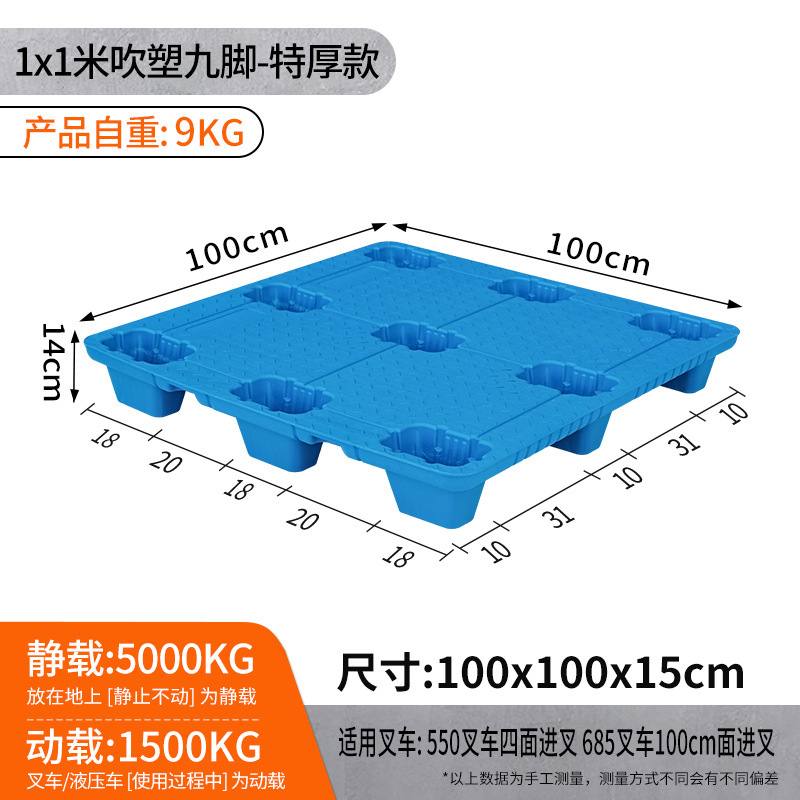 1x1米吹塑九脚-特厚款
产品自重: 9KG
100cm
100cm
14cm
18
20
18
20
18
10
31
10
31
10
静载:5000KG
放在地上 [静止不动] 为静载
动载:1500KG
叉车/液压车 [使用过程中] 为动载
尺寸:100x100x15cm
适用叉车: 550叉车四面进叉 685叉车100cm面进叉
*以上数据为手工测量，测量方式不同会有不同偏差